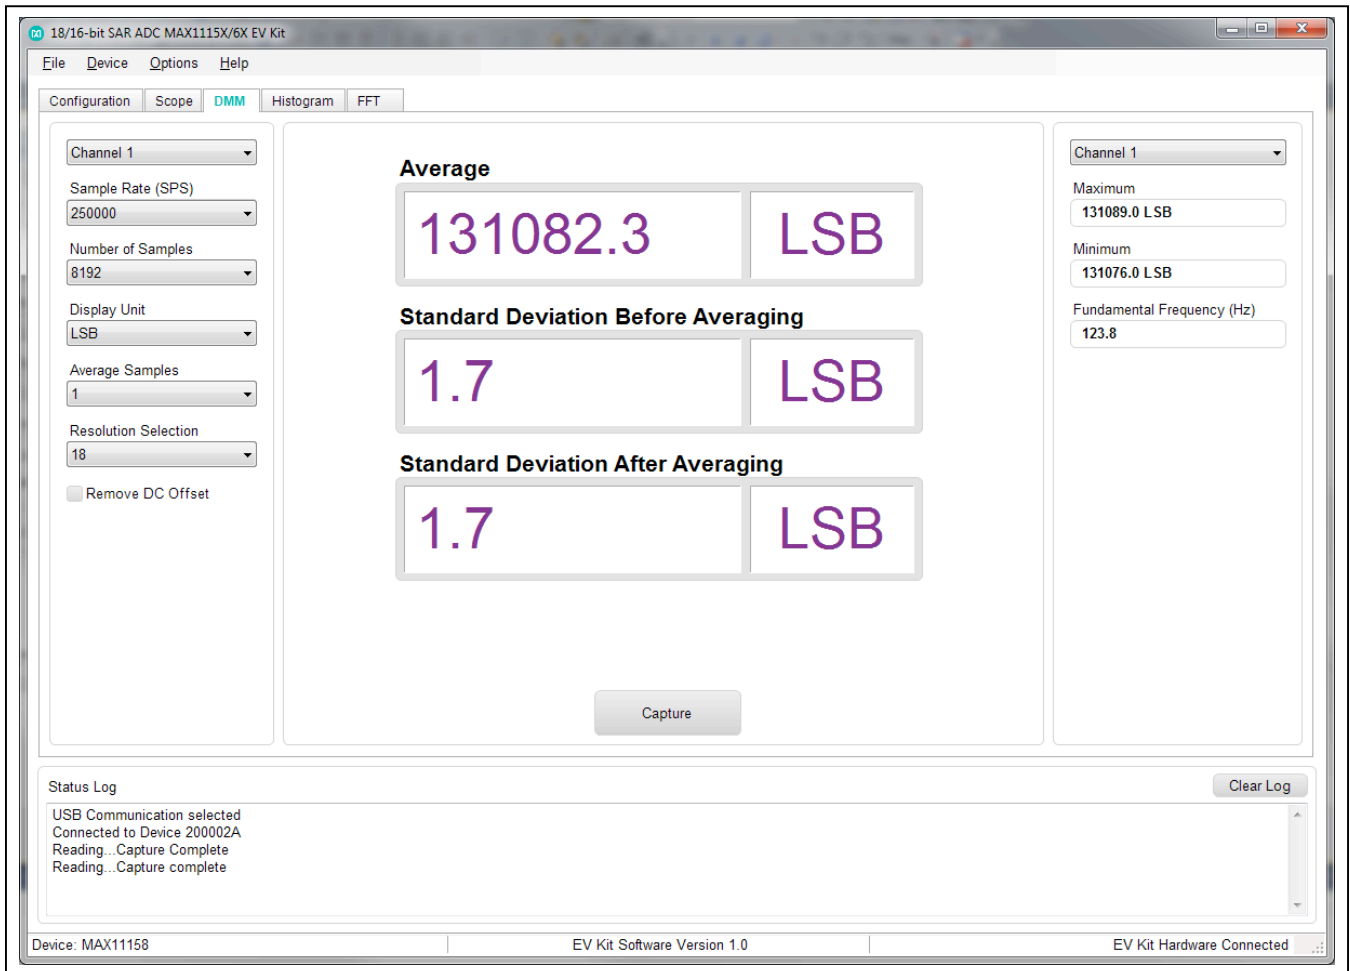 18/16-bit SAR ADC MAX1115X/6X EV Kit
File Device Options Help
Configuration Scope DMM Histogram FFT
Channel 1
Sample Rate (SPS)
250000
Number of Samples
8192
Display Unit
LSB
Average Samples
1
Resolution Selection
18
Remove DC Offset
Average
131082.3 LSB
Standard Deviation Before Averaging
1.7 LSB
Standard Deviation After Averaging
1.7 LSB
Capture
Channel 1
Maximum
131089.0 LSB
Minimum
131076.0 LSB
Fundamental Frequency (Hz)
123.8
Status Log
Clear Log
USB Communication selected
Connected to Device 200002A
Reading...Capture Complete
Reading...Capture complete
Device: MAX11158 EV Kit Software Version 1.0 EV Kit Hardware Connected